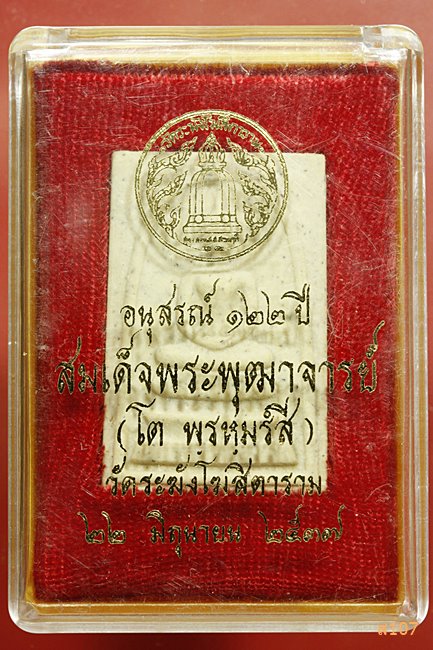 อนุสรณ์ ๑๒๒ ปี
สมเด็จพระพุฒาจารย์
(โต พฺรหฺมรํสี)
วัดระฆังโฆสิตาราม
๒๒ มิถุนายน ๒๕๓๗